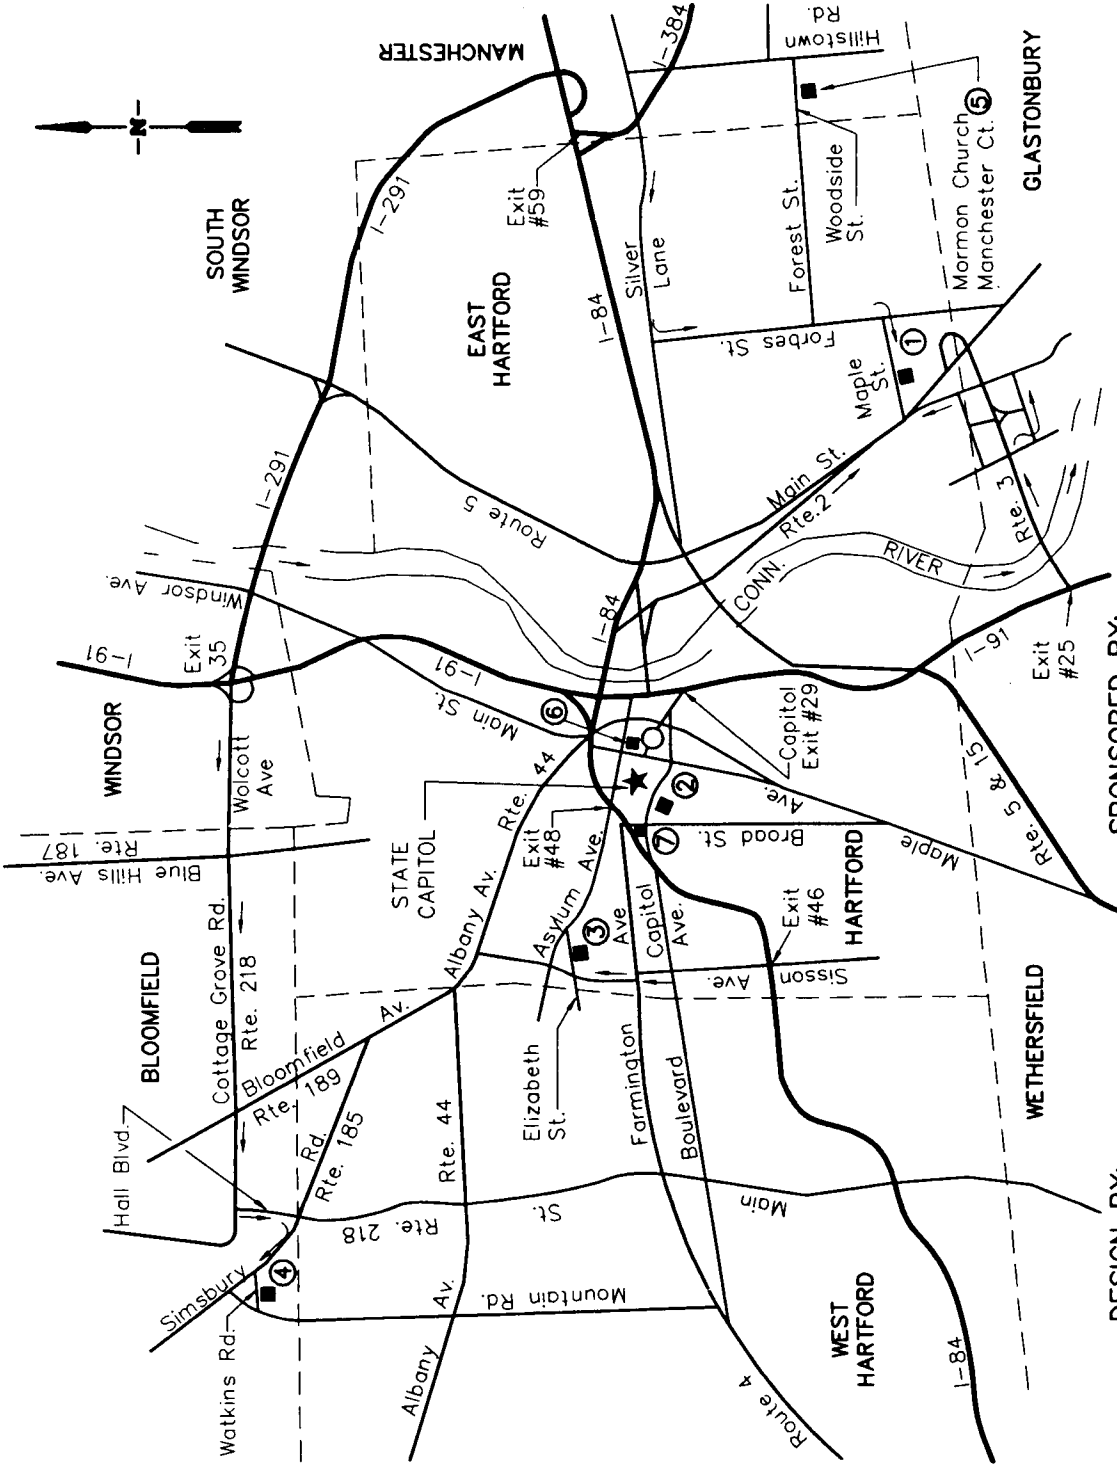 MANCHESTER
I-384
Hillstown
Rd.
N
SOUTH
WINDSOR
I-291
Exit
#59
Mormon Church
Manchester Ct. 5
GLASTONBURY
Woodside
St.
Forest St.
Silver
Lane
I-84
EAST
HARTFORD
Forbes St.
Maple
St.
1
I-291
Route 5
Main St.
Rte.2
Rte. 3
CONN.
RIVER
Windsor Ave.
I-91
Exit
35
WINDSOR
I-84
I-91
I-91
Exit
#25
Main St.
6
Capitol
Exit #29
Wolcott
Ave
Rte. 44
STATE
CAPITOL
Exit
#48
2
7
Broad St.
Maple
Ave.
Rte. 5 & 15
SPONSORED BY:
Rte. 187
Blue Hills Ave.
Albany Av.
Asylum
Ave.
3
Ave
Capitol
Ave.
Exit
#46
HARTFORD
Sisson
Ave.
BLOOMFIELD
Cottage Grove Rd.
Rte. 218
Bloomfield
Av.
Rte. 189
Elizabeth
St.
Farmington
Boulevard
WETHERSFIELD
Hall Blvd.
Rd.
Rte. 185
Rte. 44
Rte. 218
St.
Main
Simsbury
4
Watkins Rd.
Albany
Av.
Mountain Rd.
Route 4
WEST
HARTFORD
I-84
DESIGN BY: